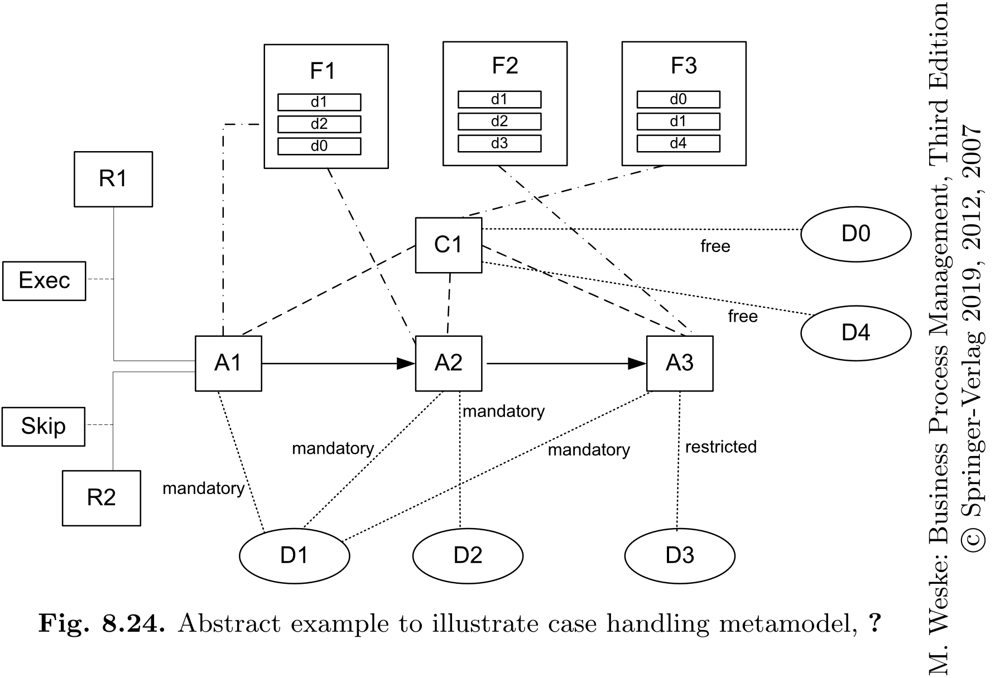 F1
d1
d2
d0
F2
d1
d2
d3
F3
d0
d1
d4
R1
C1
D0
free
Exec
free
D4
A1
A2
A3
Skip
mandatory
mandatory
mandatory
restricted
mandatory
R2
D1
D2
D3
Fig. 8.24. Abstract example to illustrate case handling metamodel, ?
M. Weske: Business Process Management, Third Edition
© Springer-Verlag 2019, 2012, 2007